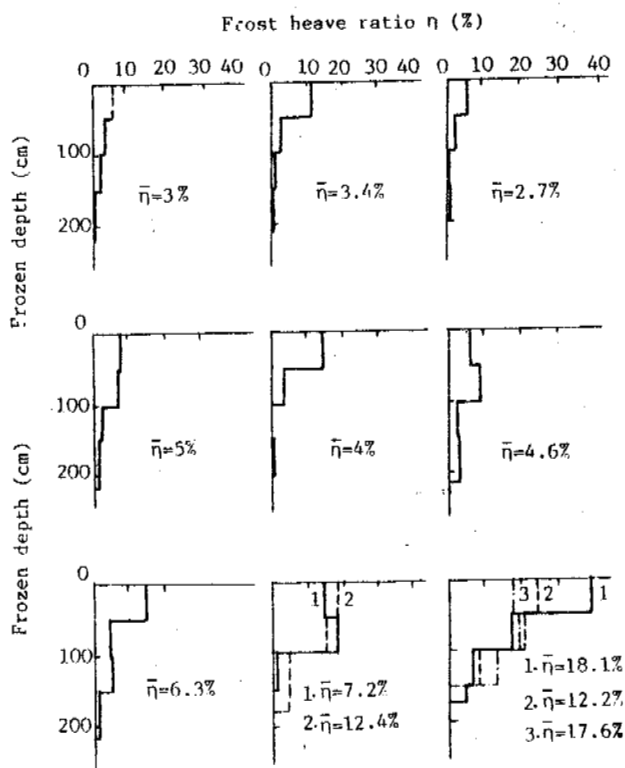 Frost heave ratio η (%)
0 10 20 30 40 0 10 20 30 40 0 10 20 30 40
Frozen depth (cm)
100
200
η̄=3% η̄=3.4% η̄=2.7%
0
Frozen depth (cm)
100
200
η̄=5% η̄=4% η̄=4.6%
0
100
200
η̄=6.3%
1 2
1.η̄=7.2%
2.η̄=12.4%
3 2 1
1.η̄=18.1%
2.η̄=12.2%
3.η̄=17.6%